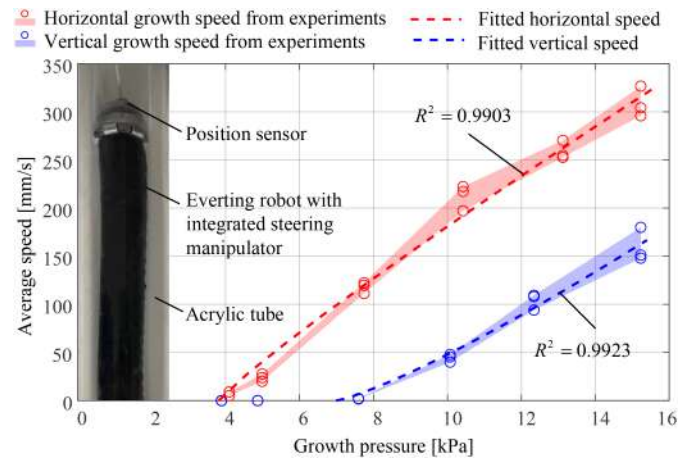 Horizontal growth speed from experiments
Fitted horizontal speed
Vertical growth speed from experiments
Fitted vertical speed
350
300
250
200
150
100
50
0
Average speed [mm/s]
Position sensor
Everting robot with
integrated steering
manipulator
Acrylic tube
R² = 0.9903
R² = 0.9923
0 2 4 6 8 10 12 14 16
Growth pressure [kPa]